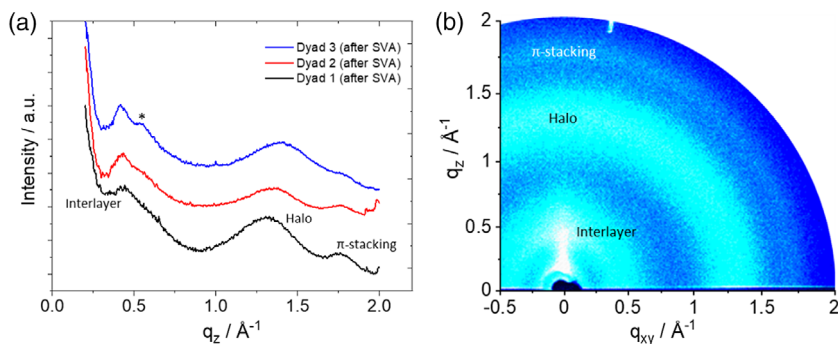 (a)
Intensity / a.u.
Dyad 3 (after SVA)
Dyad 2 (after SVA)
Dyad 1 (after SVA)
*
Interlayer
Halo
π-stacking
0.0 0.5 1.0 1.5 2.0
q_z / Å⁻¹
(b)
q_z / Å⁻¹
2
1.5
1
0.5
0
π-stacking
Halo
Interlayer
-0.5 0 0.5 1 1.5 2
q_xy / Å⁻¹